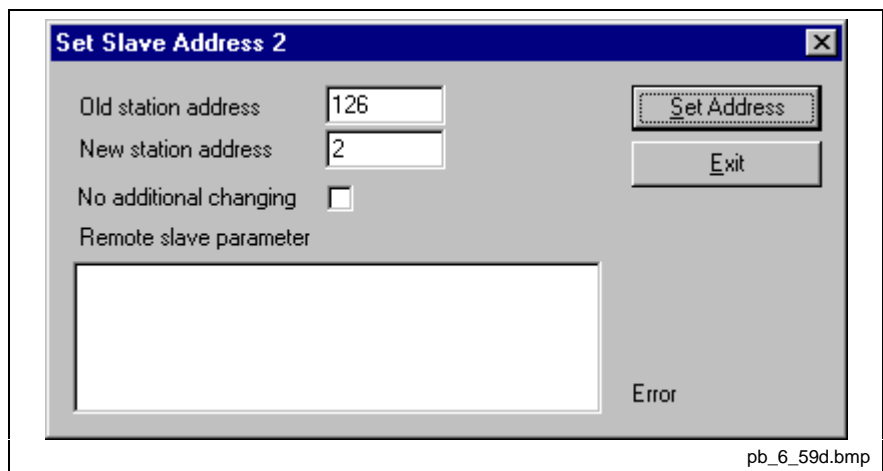 Set Slave Address 2
Old station address 126
Set Address
New station address 2
Exit
No additional changing
Remote slave parameter
Error
pb_6_59d.bmp